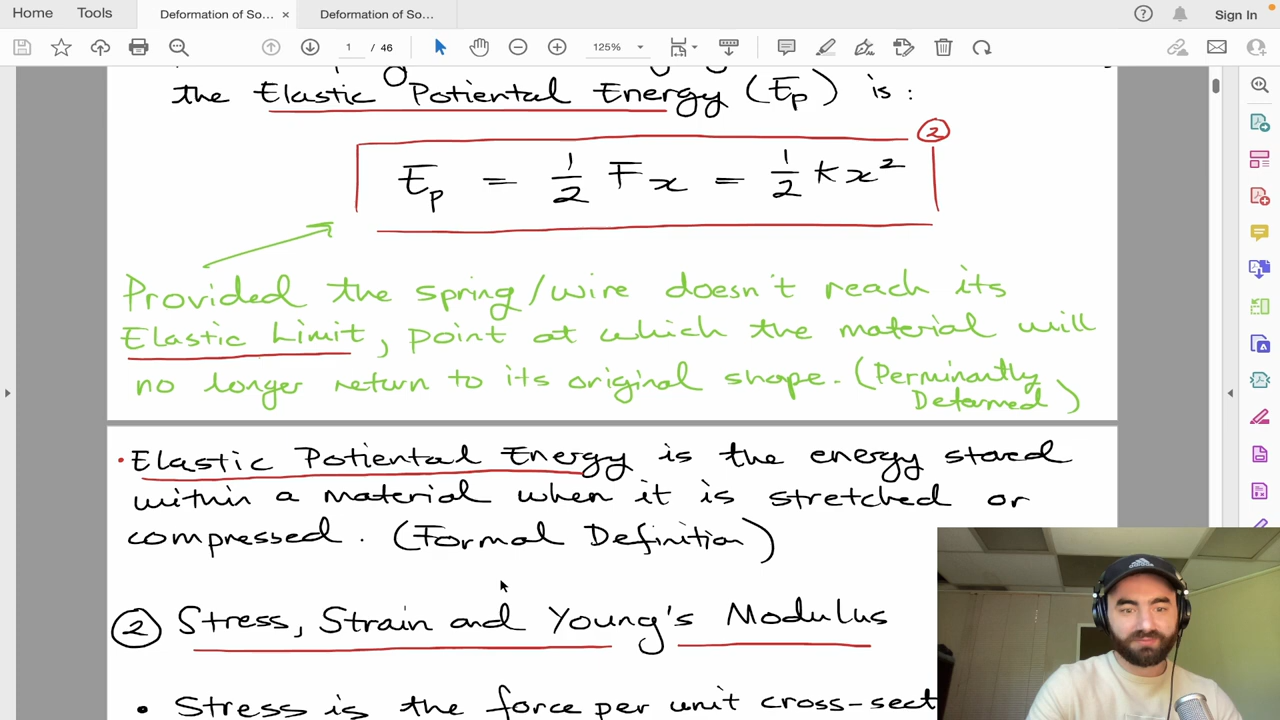 Home Tools Deformation of So... × Deformation of So... Sign In
1 / 46 125%
the Elastic Potiental Energy (Ep) is :
2
Ep = 1/2 Fx = 1/2 kx²
Provided the spring/wire doesn't reach its
Elastic Limit, point at which the material will
no longer return to its original shape. (Perminantly
Deformed)
• Elastic Potiental Energy is the energy stored
within a material when it is stretched or
compressed. (Formal Definition)
2 Stress, Strain and Young's Modulus
• Stress is the force per unit cross-sect